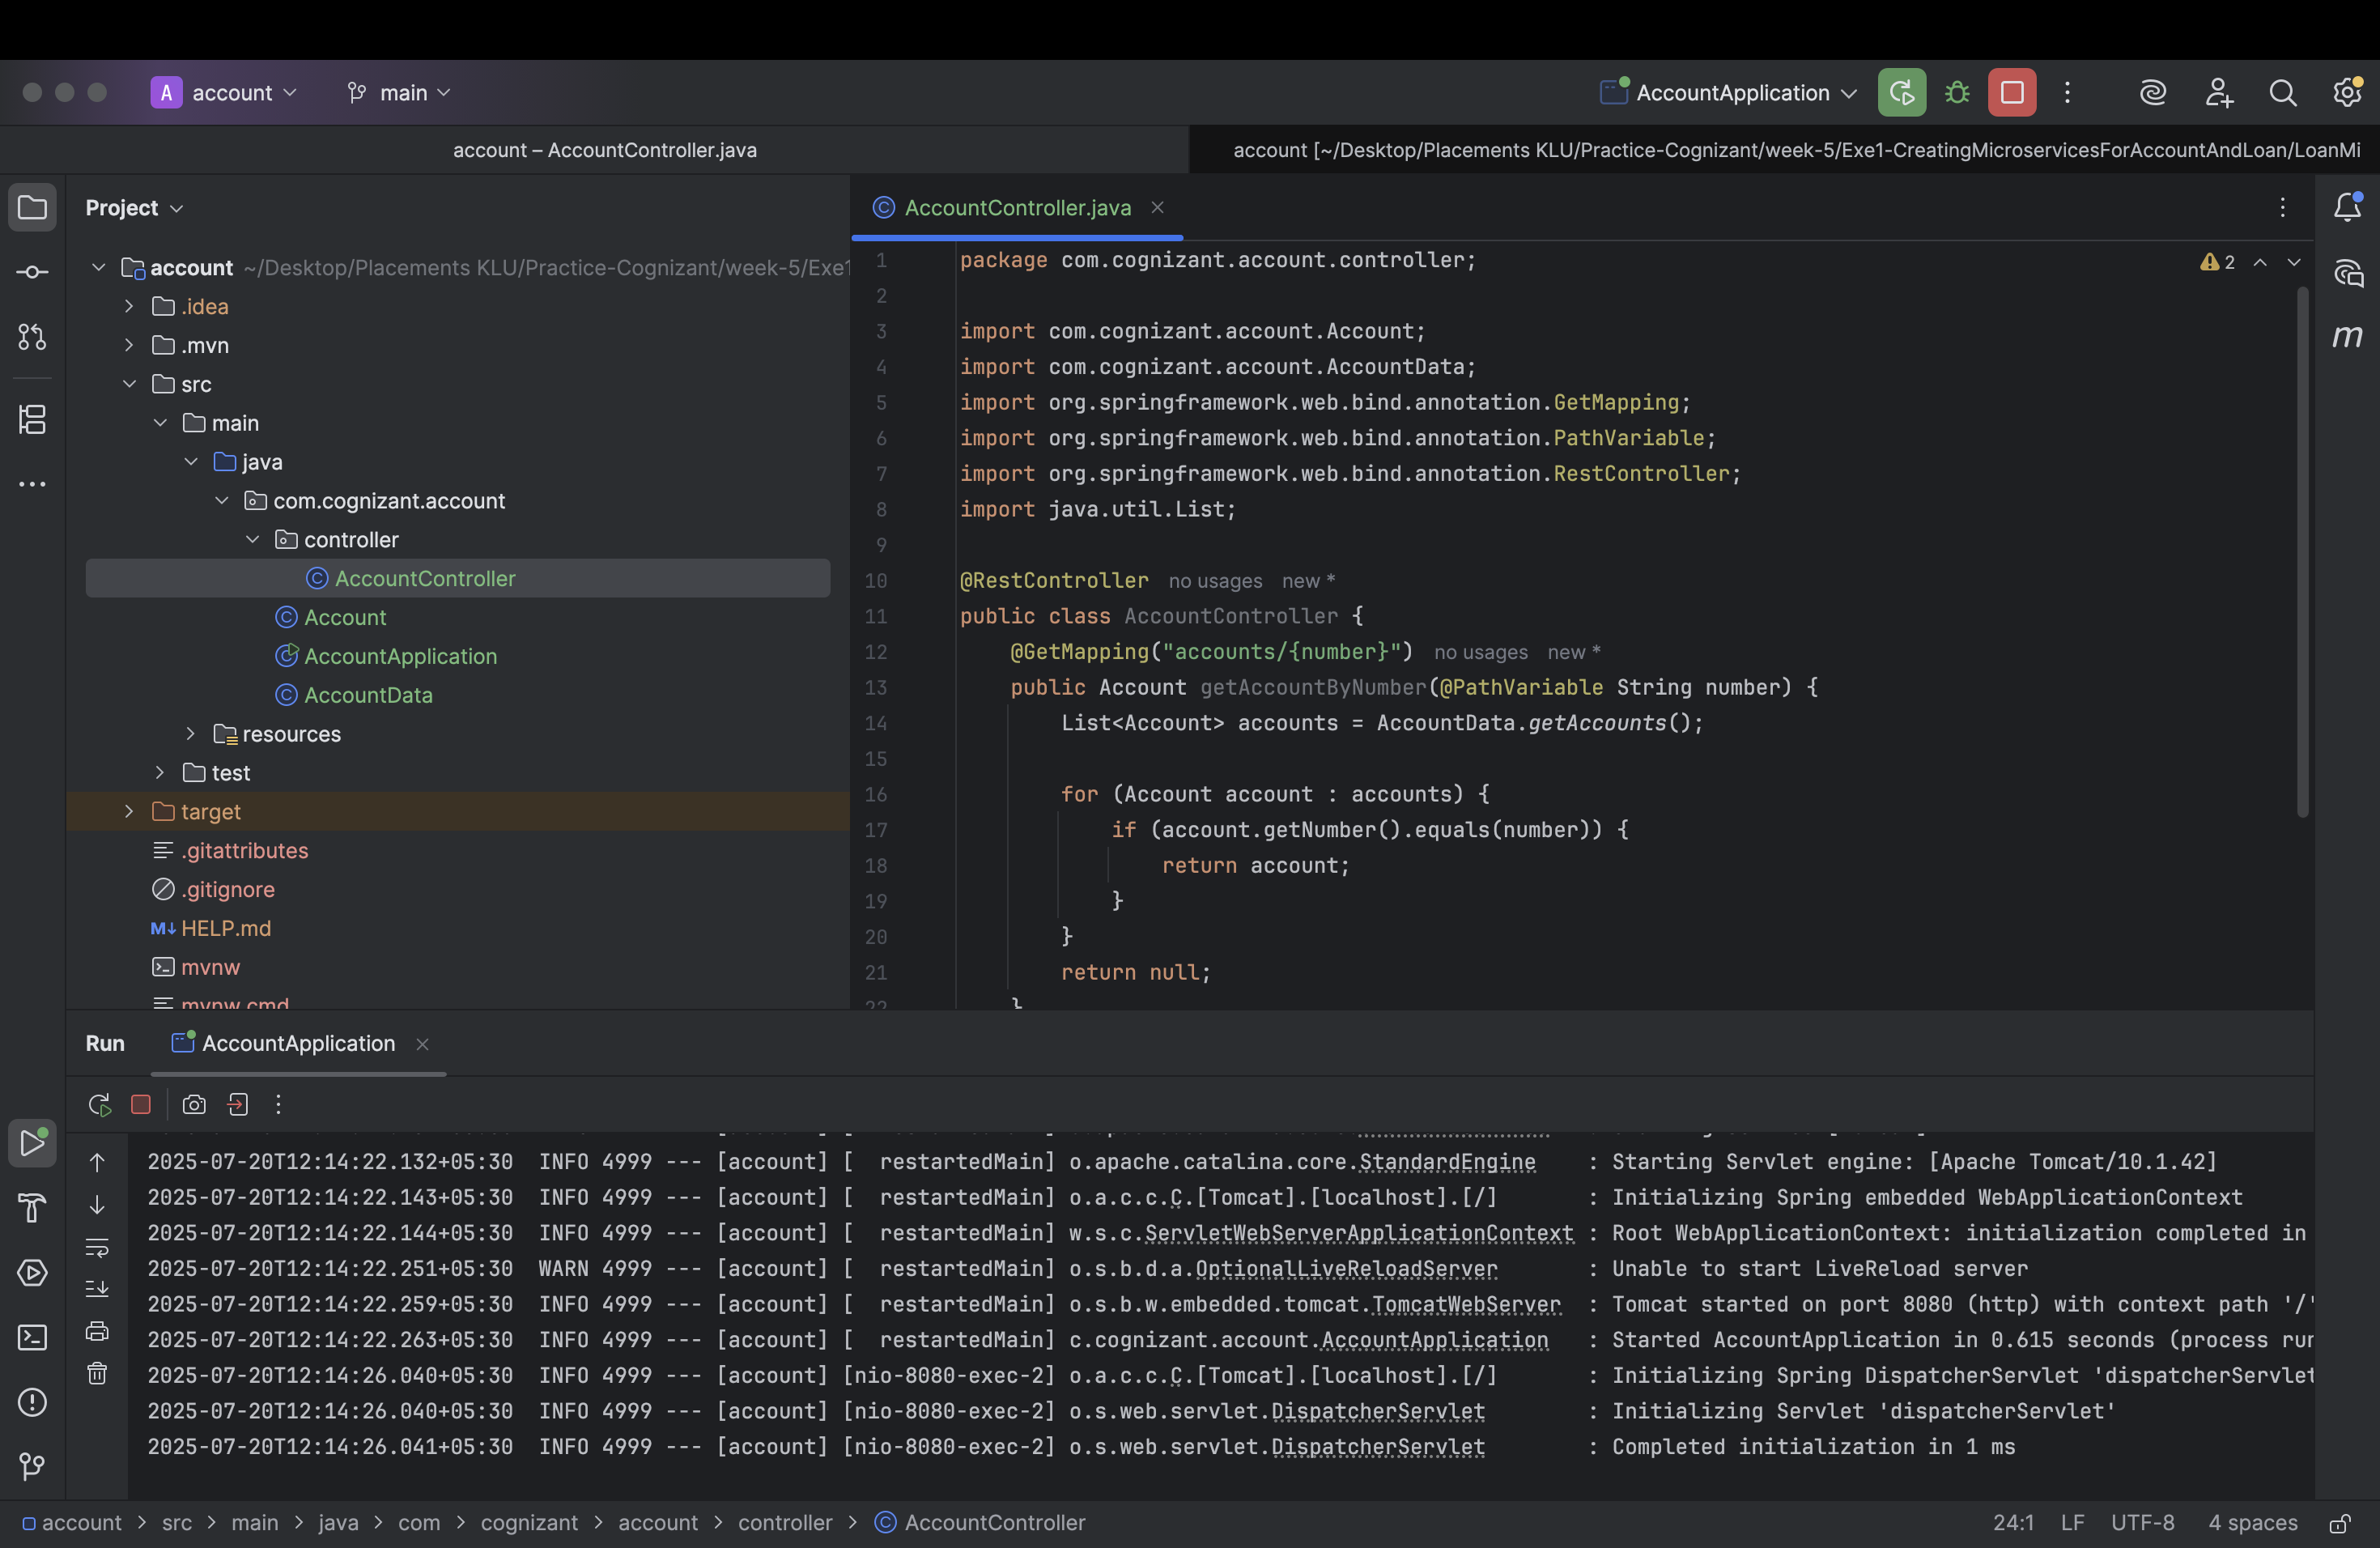 A account main AccountApplication
account – AccountController.java account [~/Desktop/Placements KLU/Practice-Cognizant/week-5/Exe1-CreatingMicroservicesForAccountAndLoan/LoanMi
Project
account ~/Desktop/Placements KLU/Practice-Cognizant/week-5/Exe1
.idea
.mvn
src
main
java
com.cognizant.account
controller
AccountController
Account
AccountApplication
AccountData
resources
test
target
.gitattributes
.gitignore
M↓ HELP.md
mvnw
mvnw.cmd
AccountController.java
2
m
1 package com.cognizant.account.controller;
2
3 import com.cognizant.account.Account;
4 import com.cognizant.account.AccountData;
5 import org.springframework.web.bind.annotation.GetMapping;
6 import org.springframework.web.bind.annotation.PathVariable;
7 import org.springframework.web.bind.annotation.RestController;
8 import java.util.List;
9
10 @RestController no usages new *
11 public class AccountController {
12 @GetMapping("accounts/{number}") no usages new *
13 public Account getAccountByNumber(@PathVariable String number) {
14 List<Account> accounts = AccountData.getAccounts();
15
16 for (Account account : accounts) {
17 if (account.getNumber().equals(number)) {
18 return account;
19 }
20 }
21 return null;
22 }
Run AccountApplication
2025-07-20T12:14:22.132+05:30 INFO 4999 --- [account] [ restartedMain] o.apache.catalina.core.StandardEngine : Starting Servlet engine: [Apache Tomcat/10.1.42]
2025-07-20T12:14:22.143+05:30 INFO 4999 --- [account] [ restartedMain] o.a.c.c.C.[Tomcat].[localhost].[/] : Initializing Spring embedded WebApplicationContext
2025-07-20T12:14:22.144+05:30 INFO 4999 --- [account] [ restartedMain] w.s.c.ServletWebServerApplicationContext : Root WebApplicationContext: initialization completed in
2025-07-20T12:14:22.251+05:30 WARN 4999 --- [account] [ restartedMain] o.s.b.d.a.OptionalLiveReloadServer : Unable to start LiveReload server
2025-07-20T12:14:22.259+05:30 INFO 4999 --- [account] [ restartedMain] o.s.b.w.embedded.tomcat.TomcatWebServer : Tomcat started on port 8080 (http) with context path '/'
2025-07-20T12:14:22.263+05:30 INFO 4999 --- [account] [ restartedMain] c.cognizant.account.AccountApplication : Started AccountApplication in 0.615 seconds (process run
2025-07-20T12:14:26.040+05:30 INFO 4999 --- [account] [nio-8080-exec-2] o.a.c.c.C.[Tomcat].[localhost].[/] : Initializing Spring DispatcherServlet 'dispatcherServlet
2025-07-20T12:14:26.040+05:30 INFO 4999 --- [account] [nio-8080-exec-2] o.s.web.servlet.DispatcherServlet : Initializing Servlet 'dispatcherServlet'
2025-07-20T12:14:26.041+05:30 INFO 4999 --- [account] [nio-8080-exec-2] o.s.web.servlet.DispatcherServlet : Completed initialization in 1 ms
account > src > main > java > com > cognizant > account > controller > AccountController 24:1 LF UTF-8 4 spaces